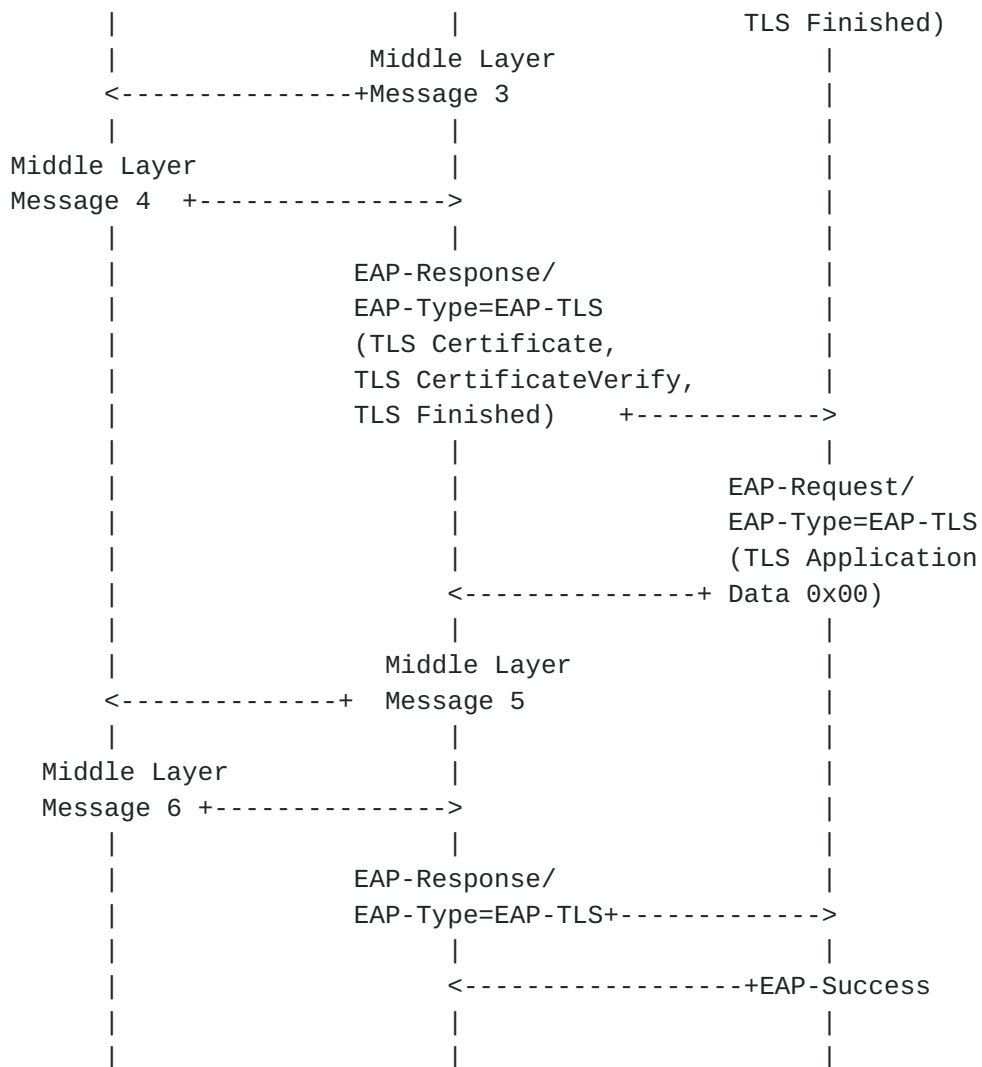 TLS Finished)
Middle Layer
Message 3
Middle Layer
Message 4
EAP-Response/
EAP-Type=EAP-TLS
(TLS Certificate,
TLS CertificateVerify,
TLS Finished)
EAP-Request/
EAP-Type=EAP-TLS
(TLS Application
Data 0x00)
Middle Layer
Message 5
Middle Layer
Message 6
EAP-Response/
EAP-Type=EAP-TLS
EAP-Success